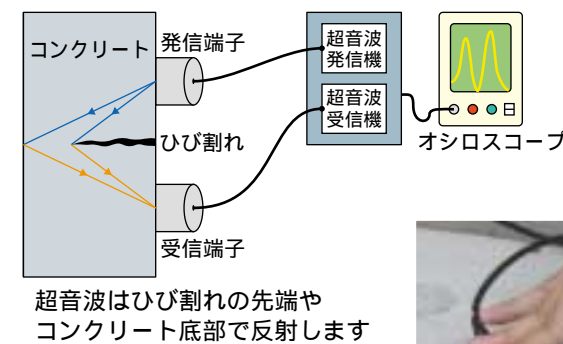 コンクリート
発信端子
ひび割れ
受信端子
超音波
発信機
超音波
受信機
オシロスコープ
超音波はひび割れの先端や
コンクリート底部で反射します